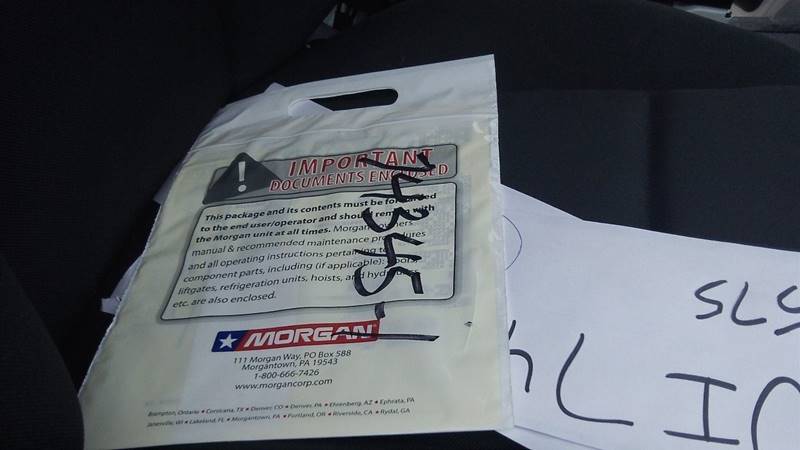 IMPORTANT
DOCUMENTS ENCLOSED
This package and its contents must be forwarded
to the end user/operator and should remain with
the Morgan unit at all times. Morgan owners
manual & recommended maintenance procedures
and all operating instructions pertaining to
component parts, including (if applicable): doors,
liftgates, refrigeration units, hoists, and hydraulics
etc. are also enclosed.
74345
MORGAN
111 Morgan Way, PO Box 588
Morgantown, PA 19543
1-800-666-7426
www.morgancorp.com
Brampton, Ontario • Corsicana, TX • Denver, CO • Denver, PA • Ehrenberg, AZ • Ephrata, PA
Janesville, WI • Lakeland, FL • Morgantown, PA • Portland, OR • Riverside, CA • Rydal, GA